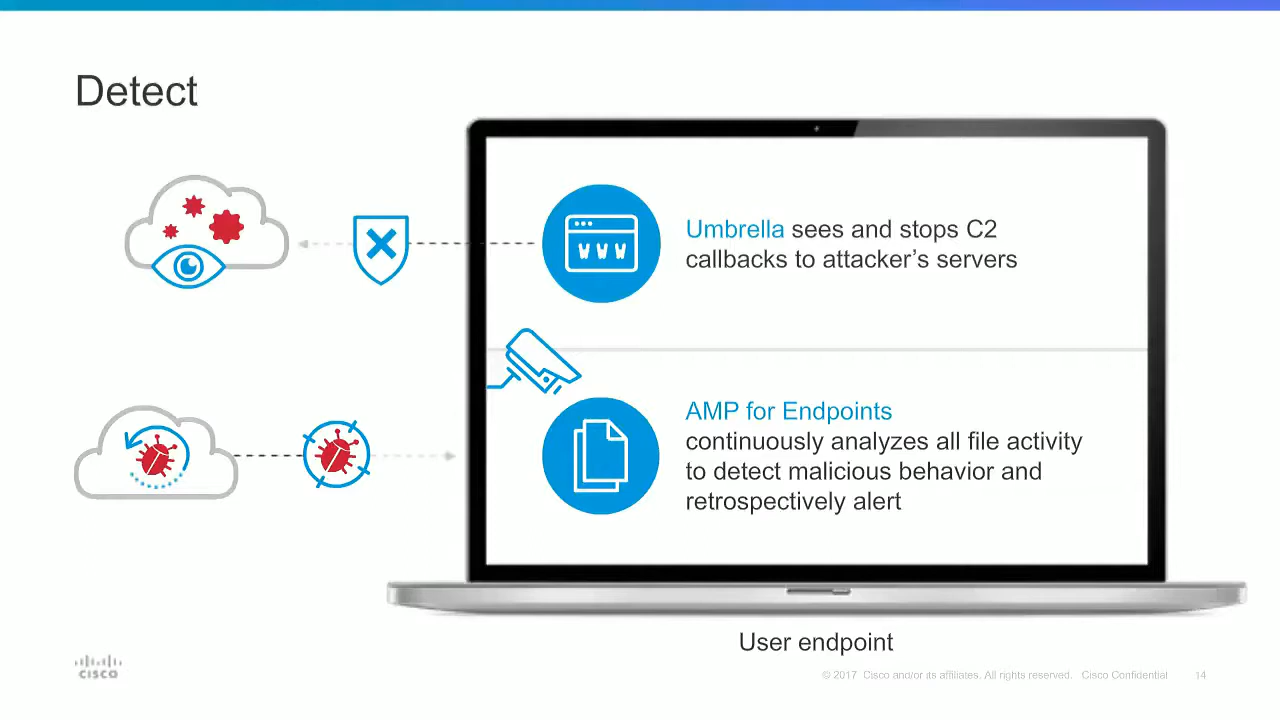 Detect
Umbrella sees and stops C2
callbacks to attacker's servers
AMP for Endpoints
continuously analyzes all file activity
to detect malicious behavior and
retrospectively alert
User endpoint
CISCO
© 2017 Cisco and/or its affiliates. All rights reserved. Cisco Confidential 14